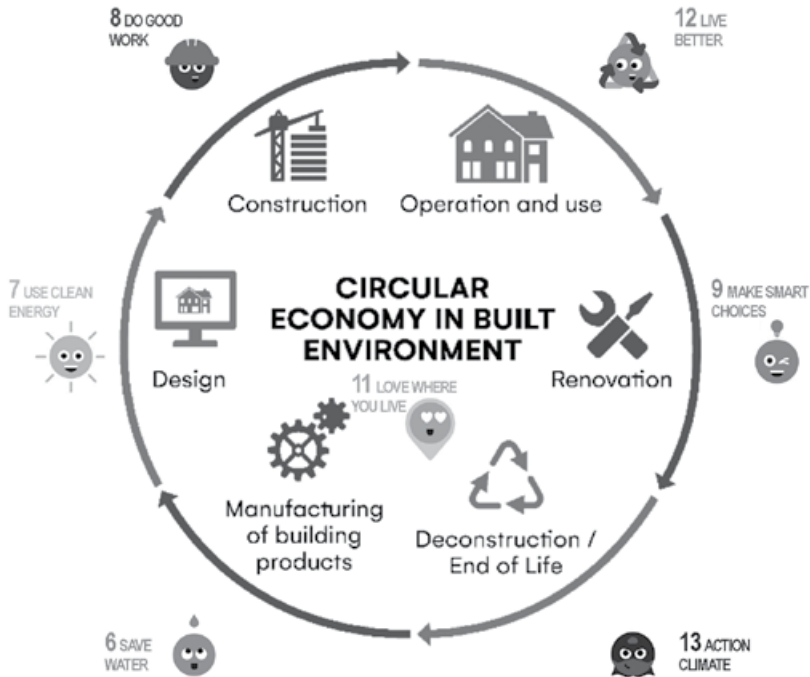 8 DO GOOD
WORK
12 LIVE
BETTER
Construction
Operation and use
7 USE CLEAN
ENERGY
CIRCULAR
ECONOMY IN BUILT
ENVIRONMENT
9 MAKE SMART
CHOICES
Design
11 LOVE WHERE
YOU LIVE
Renovation
Manufacturing
of building
products
Deconstruction /
End of Life
6 SAVE
WATER
13 ACTION
CLIMATE